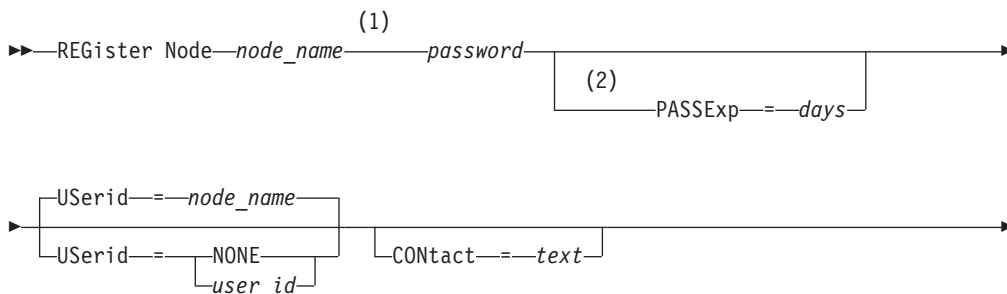 (1)
REGister Node node_name password
(2)
PASSExp = days
USerid = node_name
USerid = NONE
user id
CONtact = text